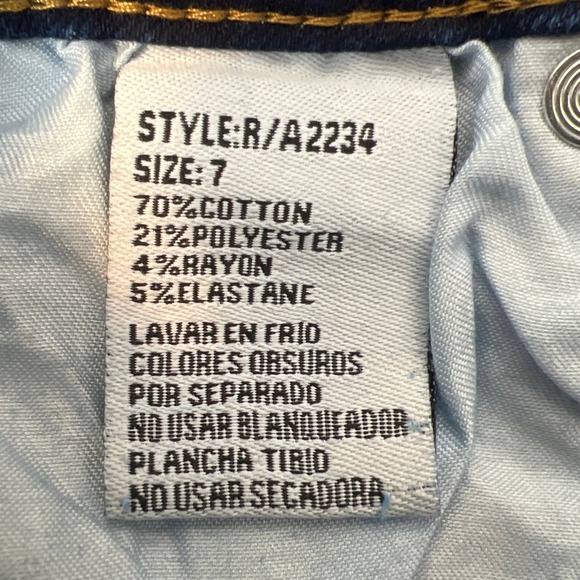 STYLE:R/A2234
SIZE:7
70%COTTON
21%POLYESTER
4%RAYON
5%ELASTANE
LAVAR EN FRIO
COLORES OBSUROS
POR SEPARADO
NO USAR BLANQUEADOR
PLANCHA TIBIO
NO USAR SECADORA